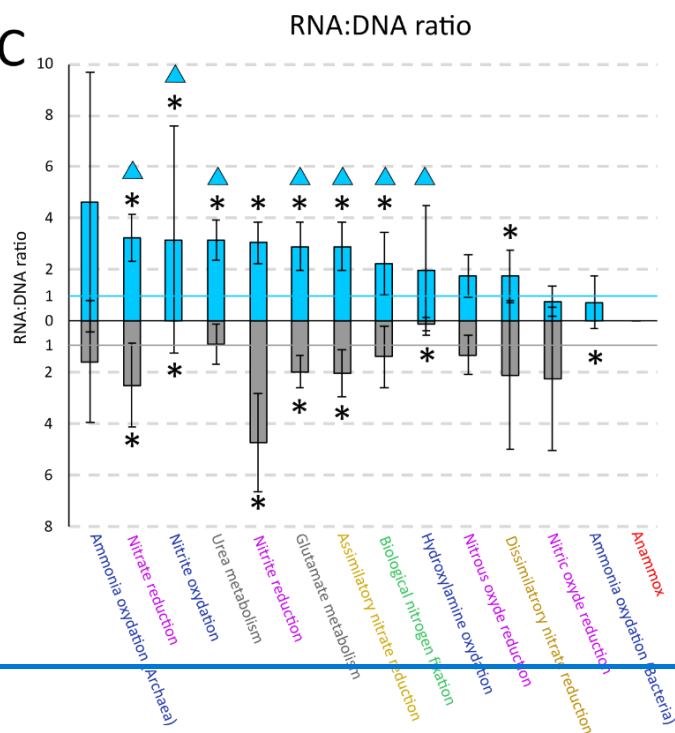 RNA:DNA ratio
C
RNA:DNA ratio
10
8
6
4
2
1
0
1
2
4
6
8
* * * * * * * * *
* * * * * * * *
Ammonia oxydation (Archaea)
Nitrate reduction
Nitrite oxydation
Urea metabolism
Nitrite reduction
Glutamate metabolism
Assimilatory nitrate reduction
Biological nitrogen fixation
Hydroxylamine oxydation
Nitrous oxyde reduction
Dissimilatrory nitrate reduction
Nitric oxyde reduction
Ammonia oxydation (Bacteria)
Anammox